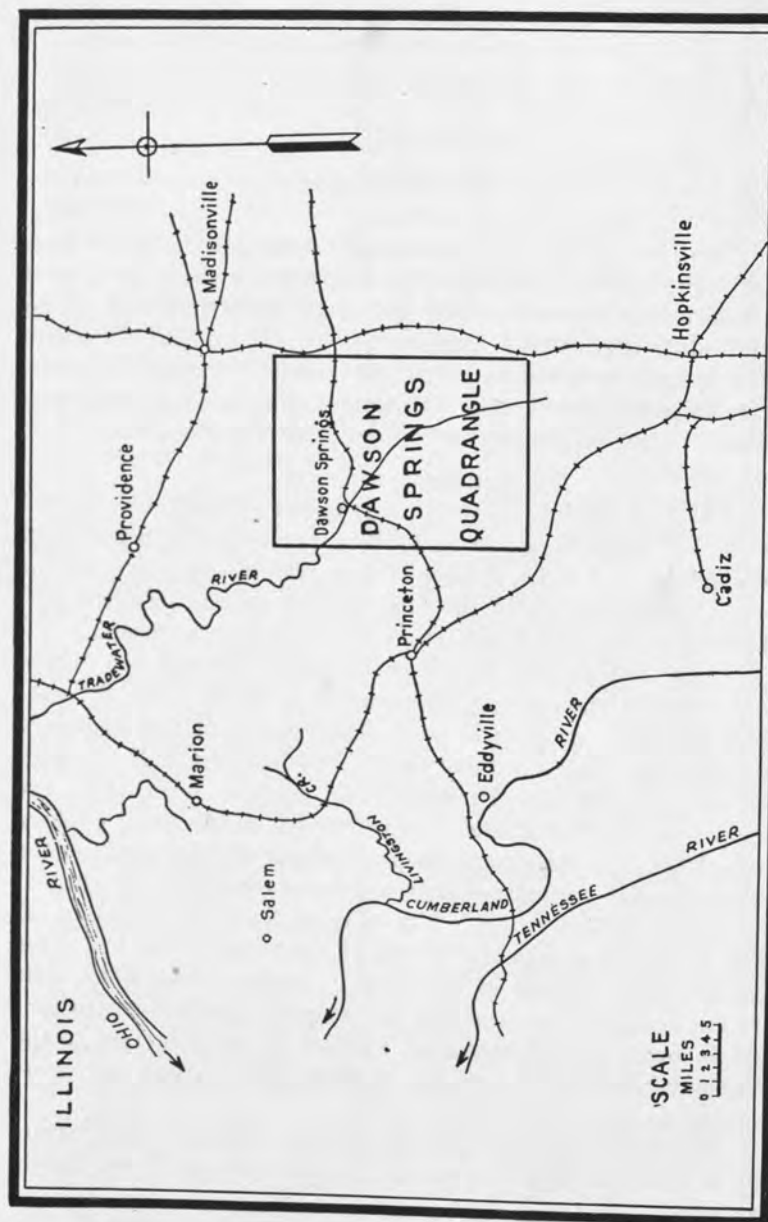 ILLINOIS
OHIO
RIVER
Salem
Marion
TRADEWATER
RIVER
Providence
Madisonville
LIVINGSTON
CR.
CUMBERLAND
RIVER
TENNESSEE
RIVER
Eddyville
Princeton
Dawson Springs
DAWSON
SPRINGS
QUADRANGLE
Cadiz
Hopkinsville
SCALE
MILES
0 1 2 3 4 5